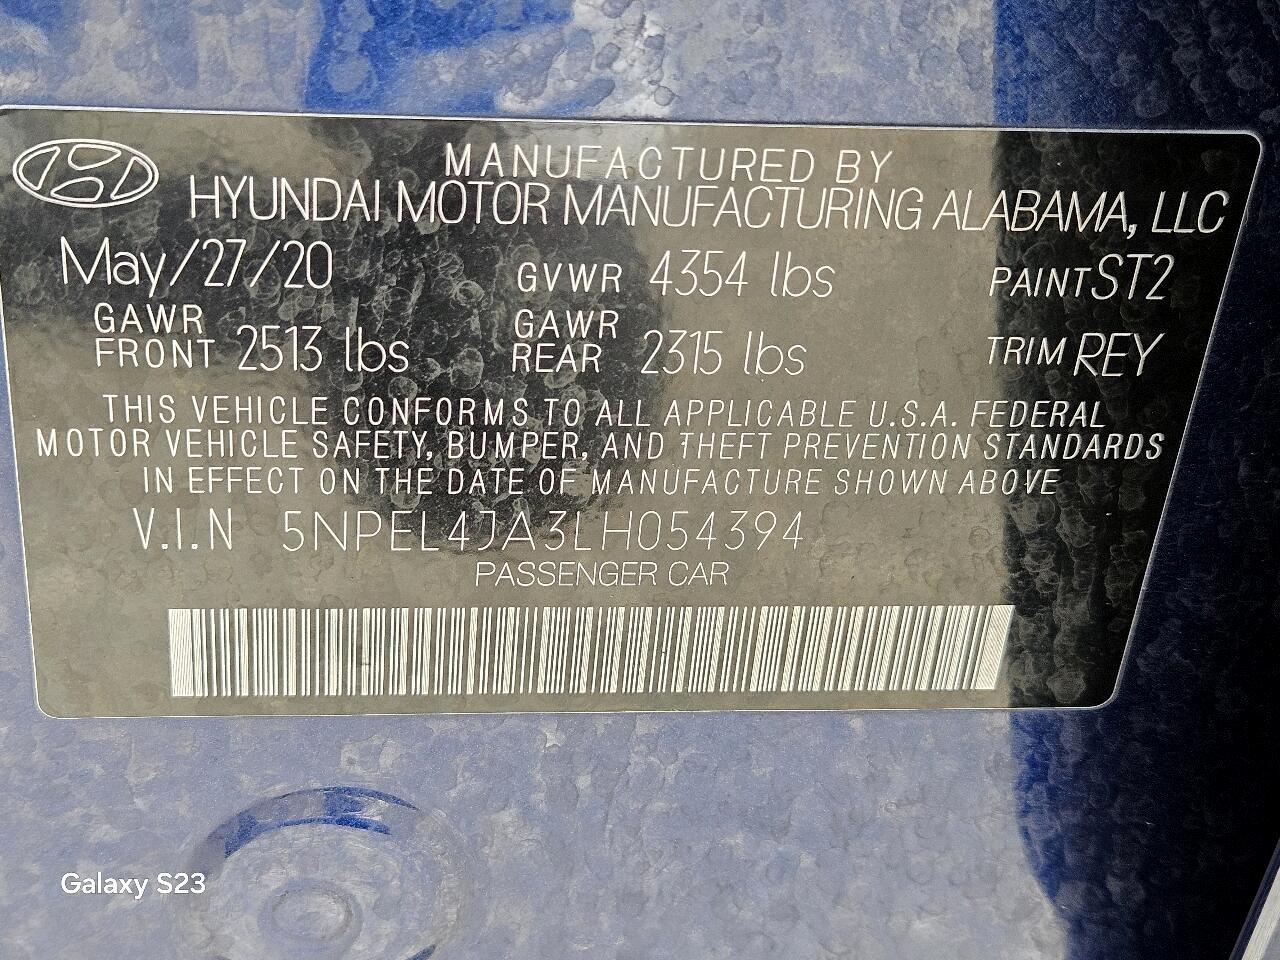 MANUFACTURED BY
HYUNDAI MOTOR MANUFACTURING ALABAMA, LLC
May/27/20 GVWR 4354 lbs PAINT ST2
GAWR FRONT 2513 lbs GAWR REAR 2315 lbs TRIM REY
THIS VEHICLE CONFORMS TO ALL APPLICABLE U.S.A. FEDERAL
MOTOR VEHICLE SAFETY, BUMPER, AND THEFT PREVENTION STANDARDS
IN EFFECT ON THE DATE OF MANUFACTURE SHOWN ABOVE
V.I.N 5NPEL4JA3LH054394
PASSENGER CAR
Galaxy S23